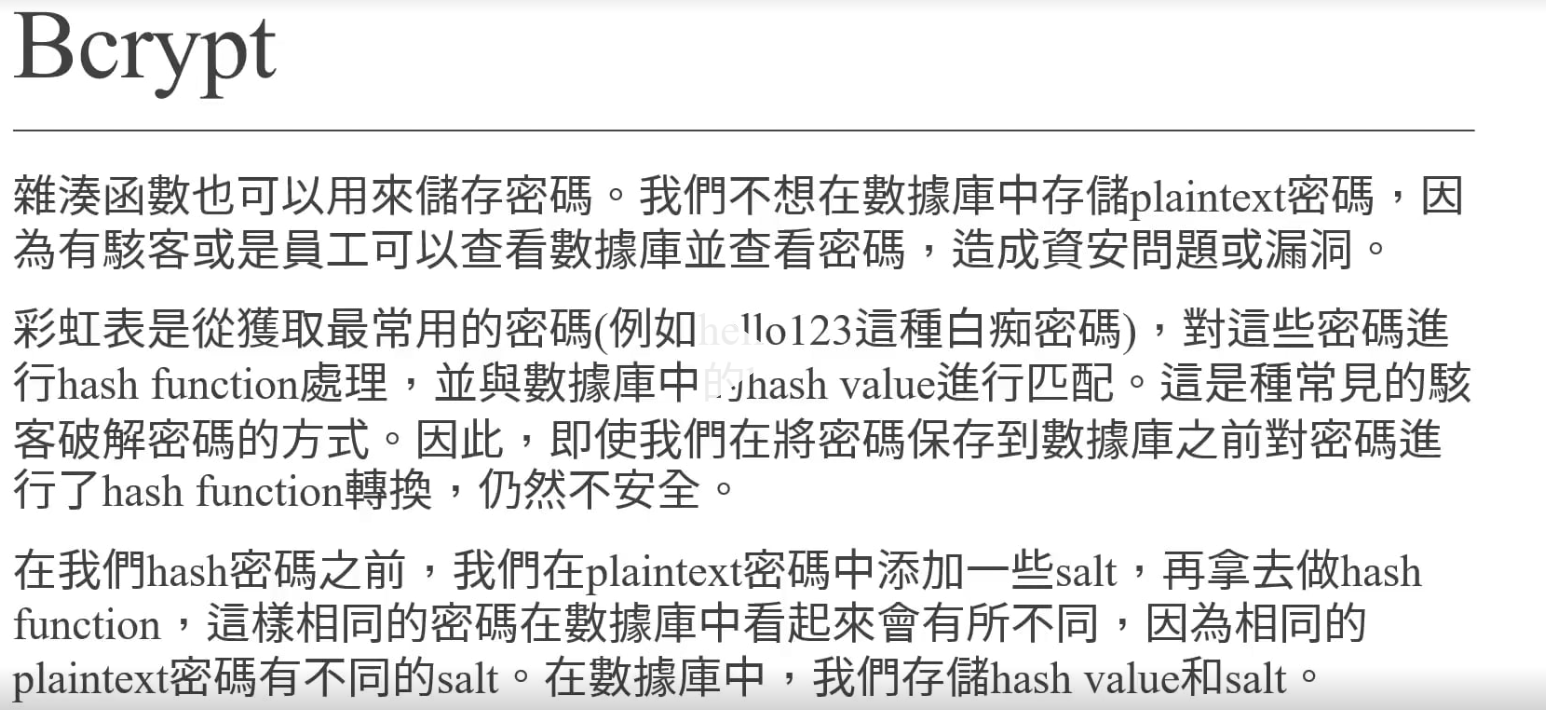 Bcrypt
雜湊函數也可以用來儲存密碼。我們不想在數據庫中存儲plaintext密碼，因
為有駭客或是員工可以查看數據庫並查看密碼，造成資安問題或漏洞。
彩虹表是從獲取最常用的密碼(例如hello123這種白痴密碼)，對這些密碼進
行hash function處理，並與數據庫中的hash value進行匹配。這是種常見的駭
客破解密碼的方式。因此，即使我們在將密碼保存到數據庫之前對密碼進
行了hash function轉換，仍然不安全。
在我們hash密碼之前，我們在plaintext密碼中添加一些salt，再拿去做hash
function，這樣相同的密碼在數據庫中看起來會有所不同，因為相同的
plaintext密碼有不同的salt。在數據庫中，我們存儲hash value和salt。